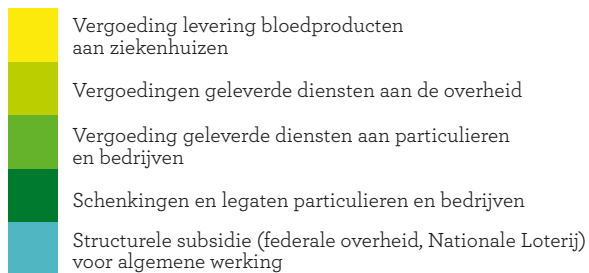 Vergoeding levering bloedproducten
aan ziekenhuizen
Vergoedingen geleverde diensten aan de overheid
Vergoeding geleverde diensten aan particulieren
en bedrijven
Schenkingen en legaten particulieren en bedrijven
Structurele subsidie (federale overheid, Nationale Loterij)
voor algemene werking